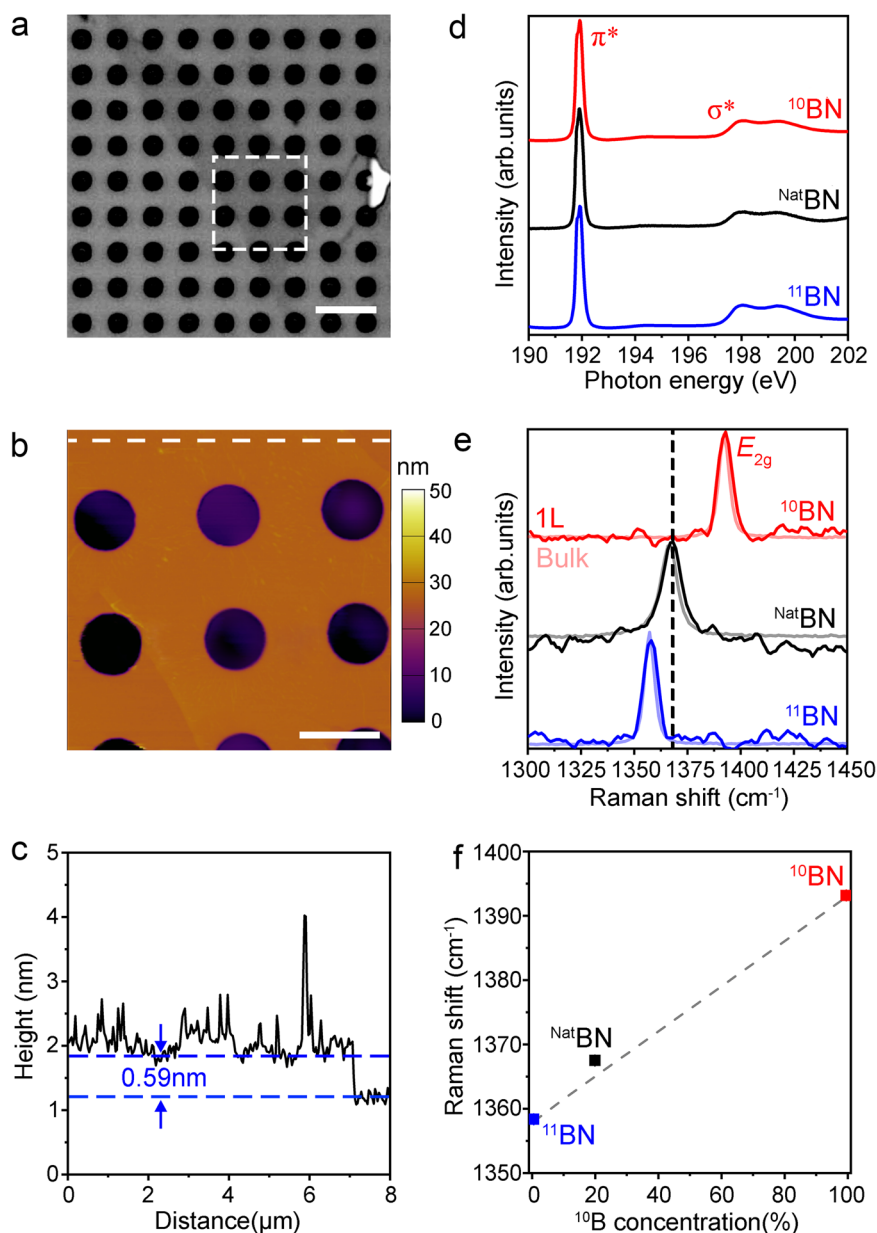 a
b
nm
50
40
30
20
10
0
c
Height (nm)
5
4
3
2
1
0
0.59nm
0 2 4 6 8
Distance(μm)
d
Intensity (arb.units)
π*
σ*
¹⁰BN
ᴺᵃᵗBN
¹¹BN
190 192 194 196 198 200 202
Photon energy (eV)
e
Intensity (arb.units)
E₂g
1L
¹⁰BN
Bulk
ᴺᵃᵗBN
¹¹BN
1300 1325 1350 1375 1400 1425 1450
Raman shift (cm⁻¹)
f
Raman shift (cm⁻¹)
1400
1390
1380
1370
1360
1350
¹⁰BN
ᴺᵃᵗBN
¹¹BN
0 20 40 60 80 100
¹⁰B concentration(%)